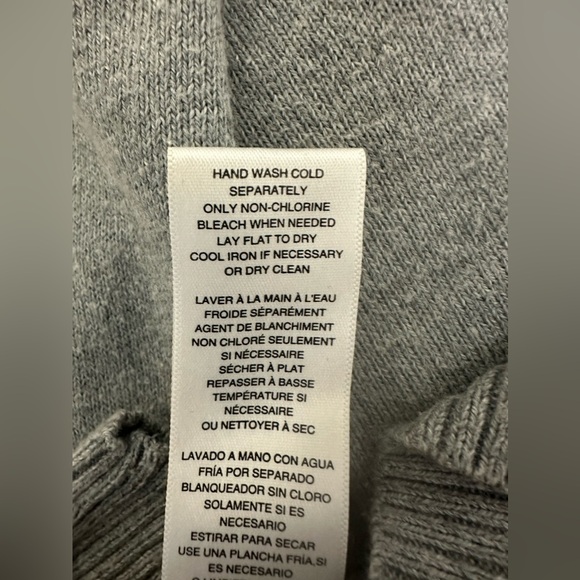 HAND WASH COLD
SEPARATELY
ONLY NON-CHLORINE
BLEACH WHEN NEEDED
LAY FLAT TO DRY
COOL IRON IF NECESSARY
OR DRY CLEAN
LAVER À LA MAIN À L'EAU
FROIDE SÉPARÉMENT
AGENT DE BLANCHIMENT
NON CHLORÉ SEULEMENT
SI NÉCESSAIRE
SÉCHER À PLAT
REPASSER À BASSE
TEMPÉRATURE SI
NÉCESSAIRE
OU NETTOYER À SEC
LAVADO A MANO CON AGUA
FRÍA POR SEPARADO
BLANQUEADOR SIN CLORO
SOLAMENTE SI ES
NECESARIO
ESTIRAR PARA SECAR
USE UNA PLANCHA FRÍA.SI
ES NECESARIO